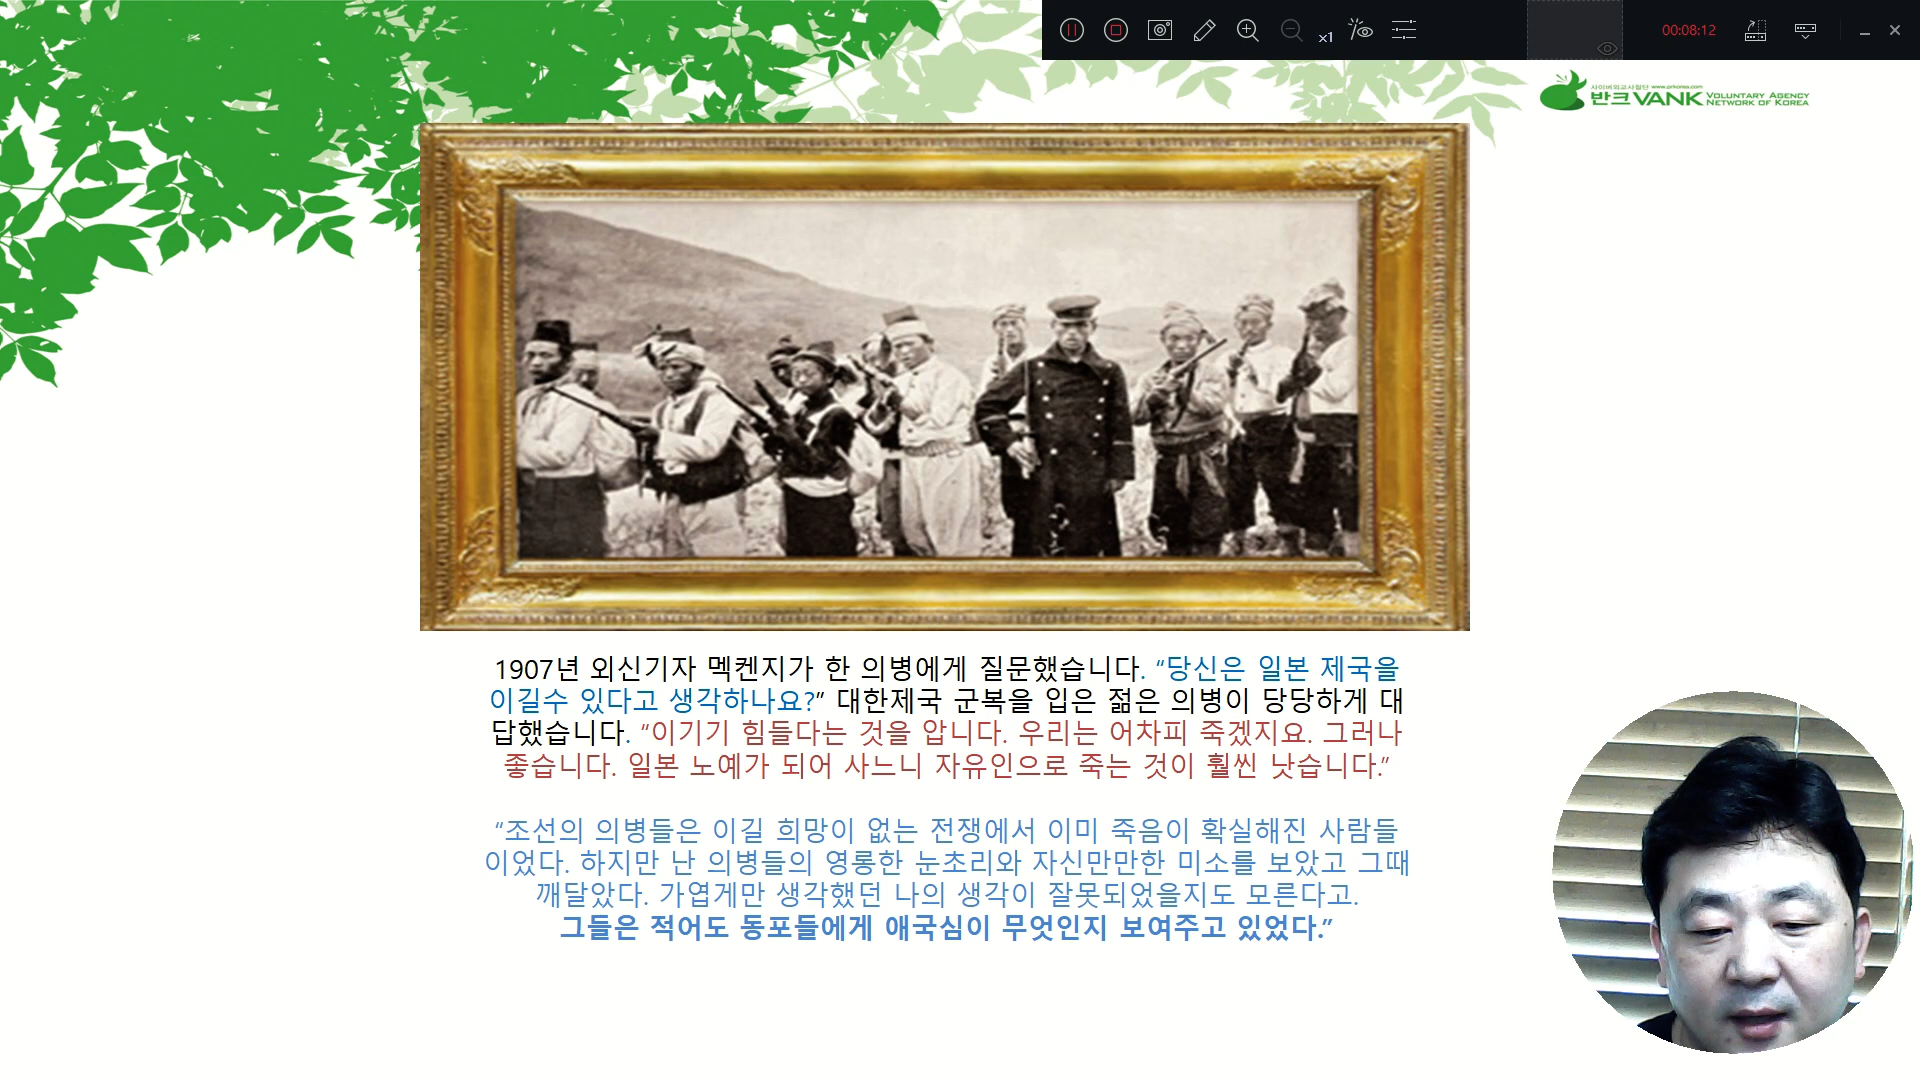 x1
00:08:12
사이버외교사절단 www.prkorea.com
반크 VANK VOLUNTARY AGENCY
NETWORK OF KOREA
1907년 외신기자 멕켄지가 한 의병에게 질문했습니다. “당신은 일본 제국을
이길수 있다고 생각하나요?” 대한제국 군복을 입은 젊은 의병이 당당하게 대
답했습니다. “이기기 힘들다는 것을 압니다. 우리는 어차피 죽겠지요. 그러나
좋습니다. 일본 노예가 되어 사느니 자유인으로 죽는 것이 훨씬 낫습니다.”
“조선의 의병들은 이길 희망이 없는 전쟁에서 이미 죽음이 확실해진 사람들
이었다. 하지만 난 의병들의 영롱한 눈초리와 자신만만한 미소를 보았고 그때
깨달았다. 가엽게만 생각했던 나의 생각이 잘못되었을지도 모른다고.
그들은 적어도 동포들에게 애국심이 무엇인지 보여주고 있었다.”